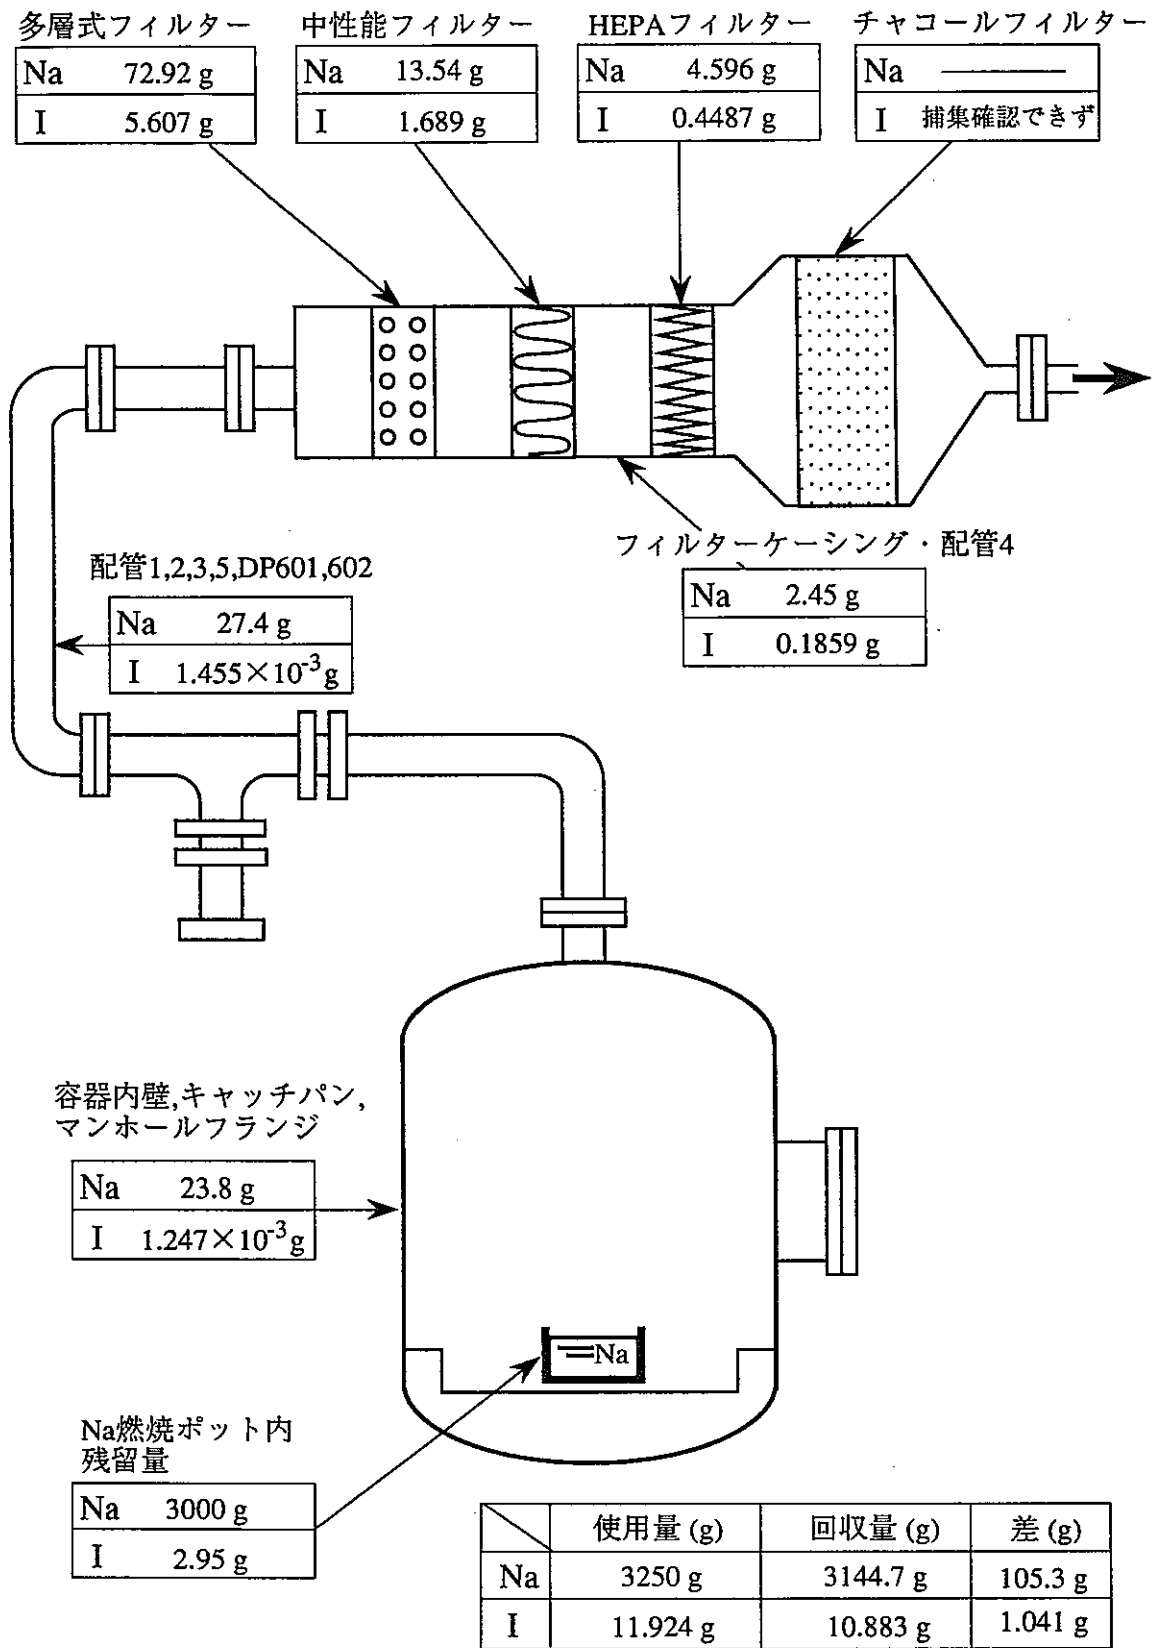 多層式フィルター
Na 72.92 g
I 5.607 g
中性能フィルター
Na 13.54 g
I 1.689 g
HEPAフィルター
Na 4.596 g
I 0.4487 g
チャコールフィルター
Na ———
I 捕集確認できず
フィルターケーシング・配管4
Na 2.45 g
I 0.1859 g
配管1,2,3,5,DP601,602
Na 27.4 g
I 1.455×10⁻³g
容器内壁,キャッチパン,
マンホールフランジ
Na 23.8 g
I 1.247×10⁻³g
Na
Na燃焼ポット内
残留量
Na 3000 g
I 2.95 g
使用量 (g) 回収量 (g) 差 (g)
Na 3250 g 3144.7 g 105.3 g
I 11.924 g 10.883 g 1.041 g